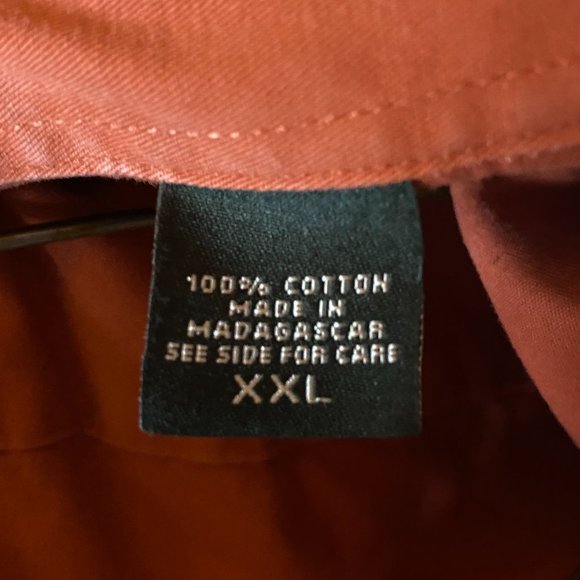 100% COTTON
MADE IN
MADAGASCAR
SEE SIDE FOR CARE
XXL